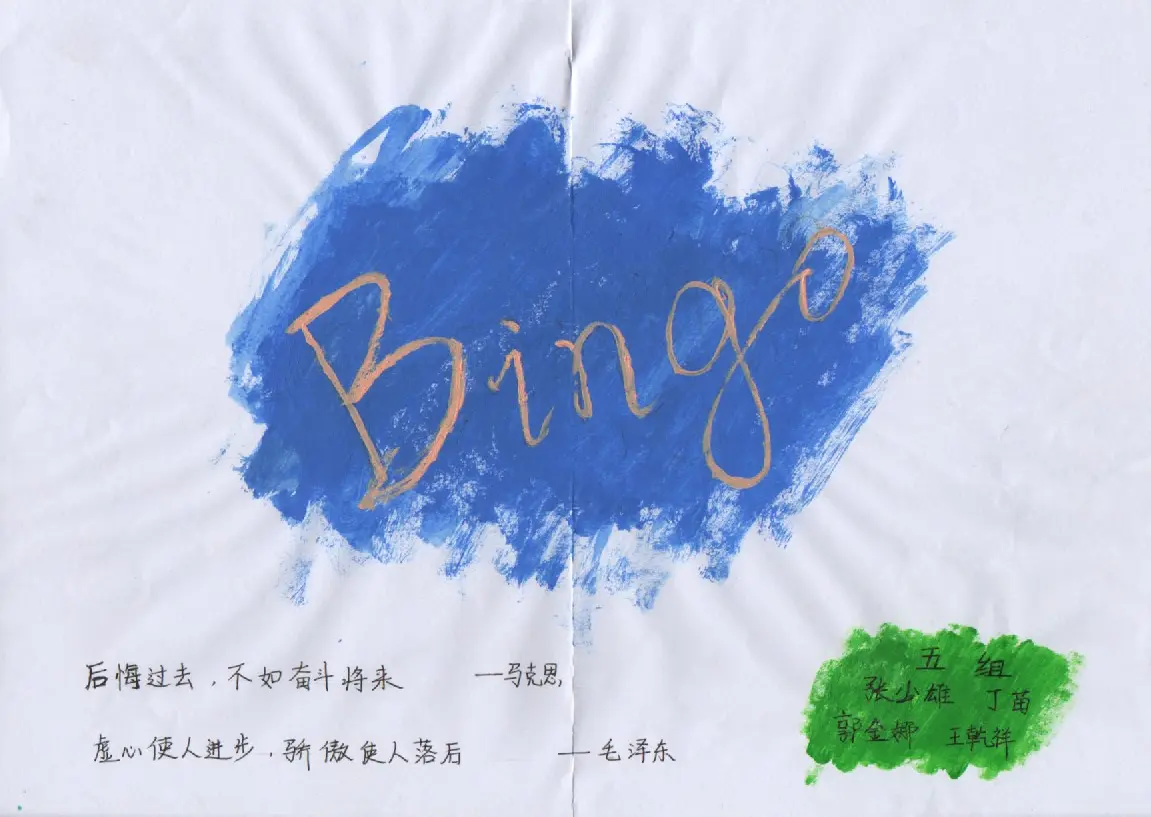 Bingo
后悔过去,不如奋斗将来 —马克思
虚心使人进步,骄傲使人落后 —毛泽东
五组
张少雄 丁苗
郭金娜 王乾祥